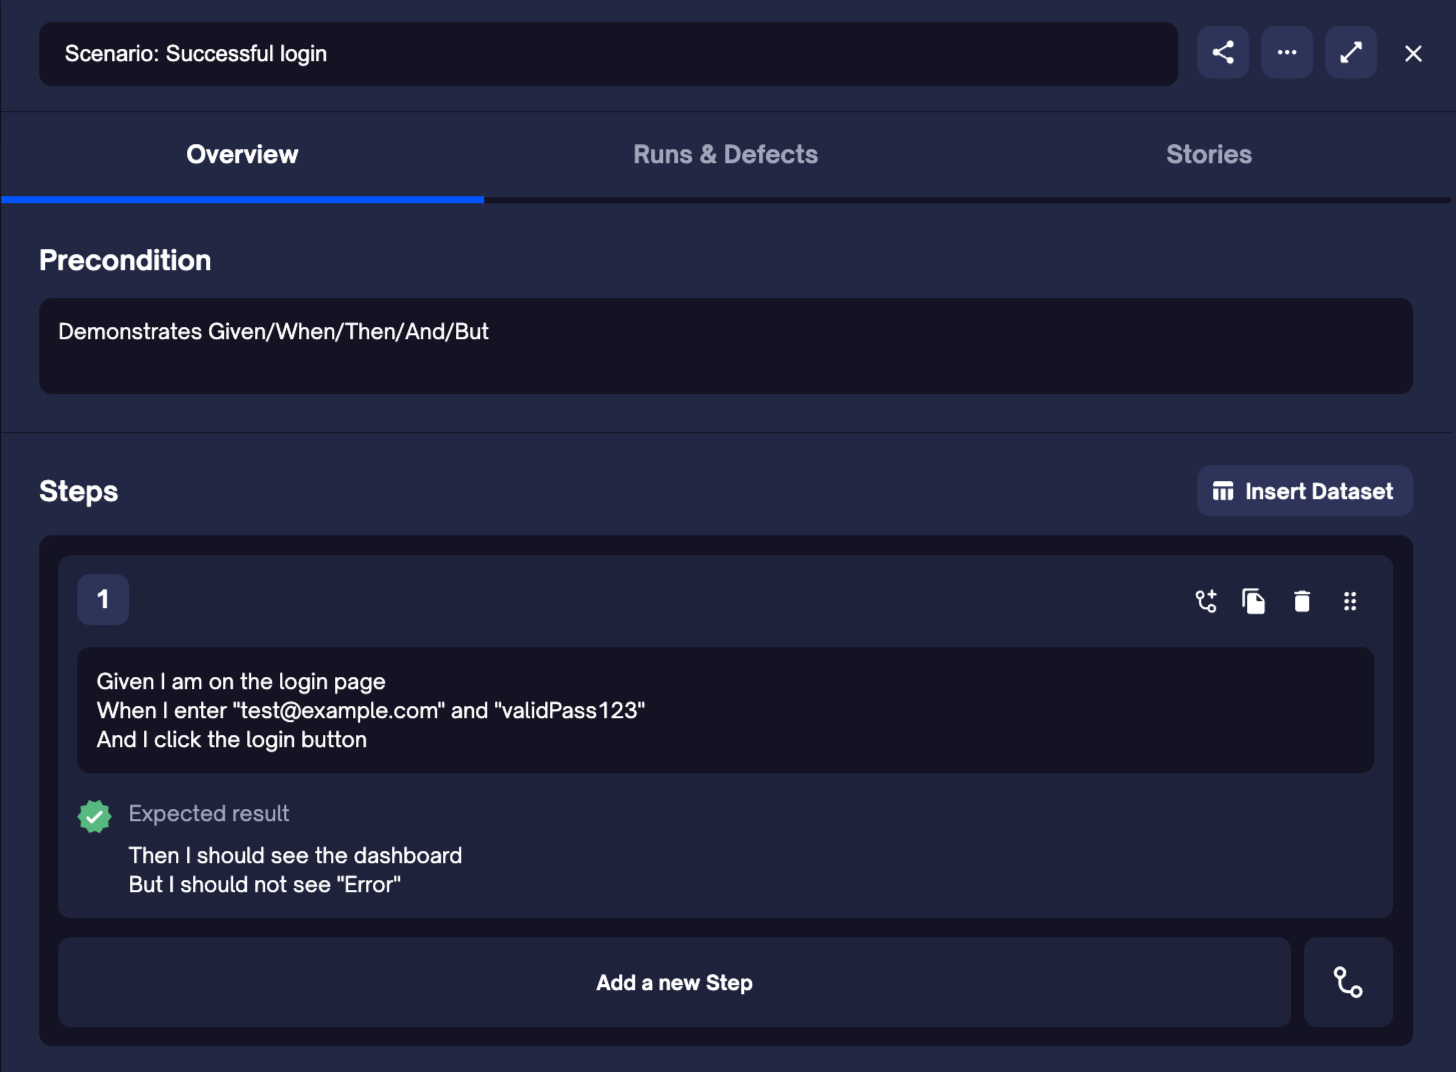 Scenario: Successful login
Overview
Runs & Defects
Stories
Precondition
Demonstrates Given/When/Then/And/But
Steps
Insert Dataset
1
Given I am on the login page
When I enter "test@example.com" and "validPass123"
And I click the login button
Expected result
Then I should see the dashboard
But I should not see "Error"
Add a new Step